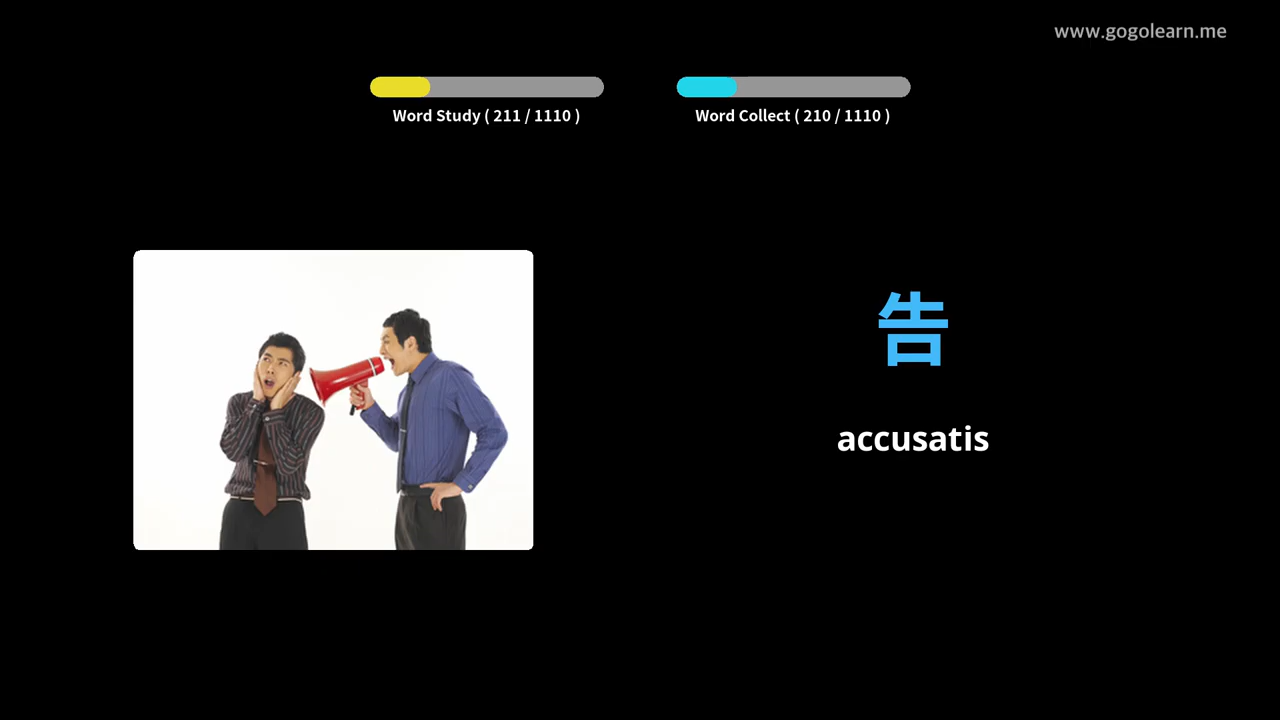 www.gogolearn.me
Word Study ( 211 / 1110 )
Word Collect ( 210 / 1110 )
告
accusatis